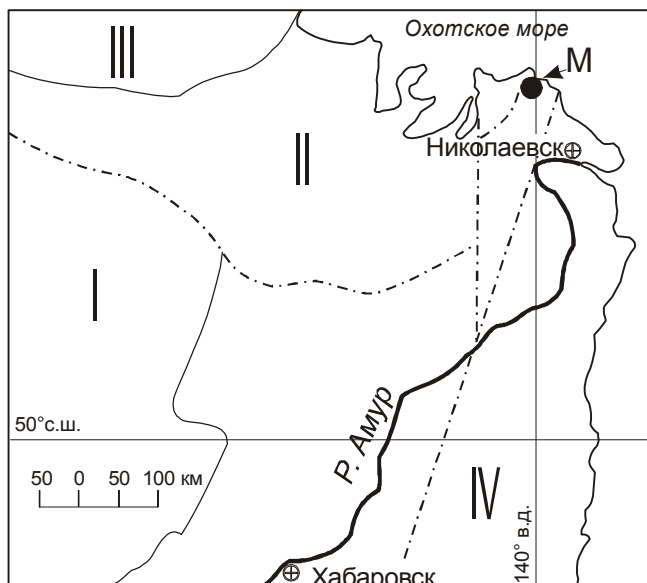 Охотское море
III
М
II
Николаевск
I
Р. Амур
50°с.ш.
50 0 50 100 км
IV
140° в.д.
Хабаровск